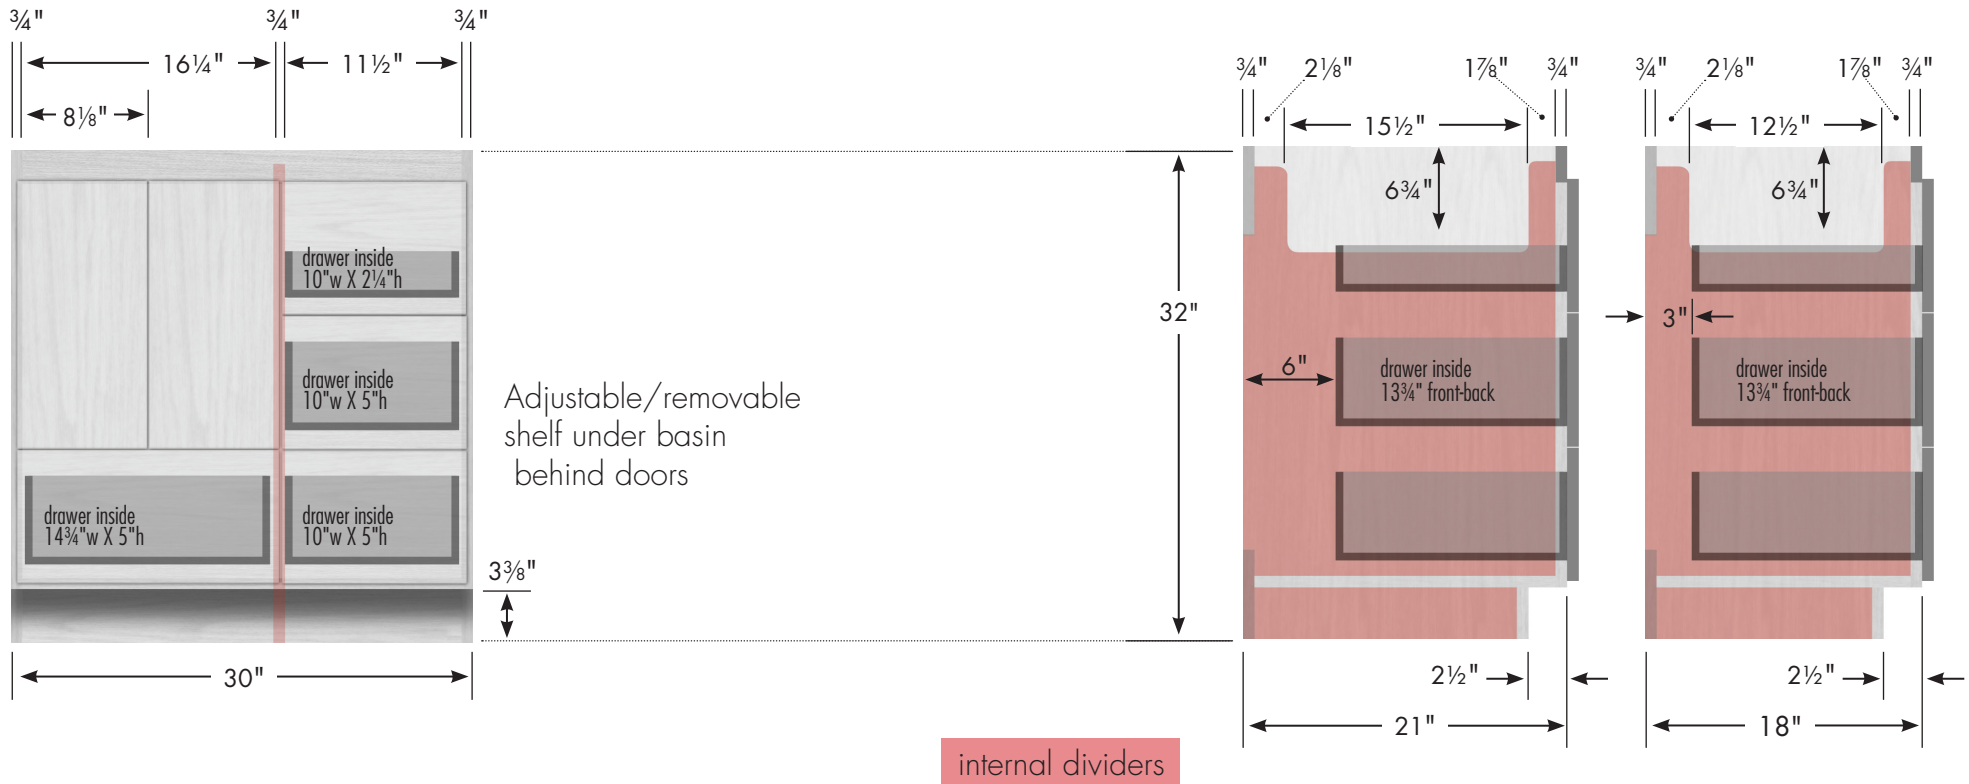 ¾" ¾" ¾"
16¼" 11½"
8⅛"
drawer inside
10"w X 2¼"h
drawer inside
10"w X 5"h
drawer inside
14¾"w X 5"h
drawer inside
10"w X 5"h
3⅜"
30"
Adjustable/removable
shelf under basin
behind doors
32"
¾" 2⅛" 1⅞" ¾"
15½"
6¾"
6"
drawer inside
13¾" front-back
2½"
21"
¾" 2⅛" 1⅞" ¾"
12½"
6¾"
3"
drawer inside
13¾" front-back
2½"
18"
internal dividers